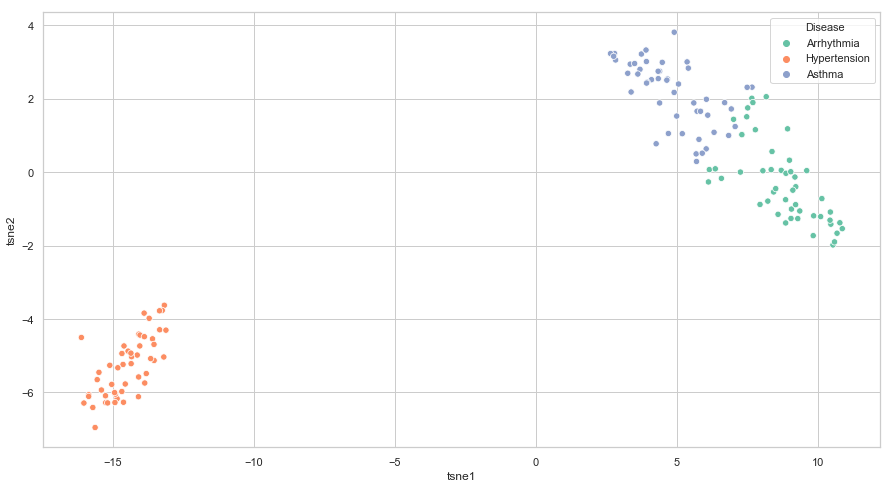 Disease
Arrhythmia
Hypertension
Asthma
4
2
0
−2
−4
−6
tsne2
−15 −10 −5 0 5 10
tsne1